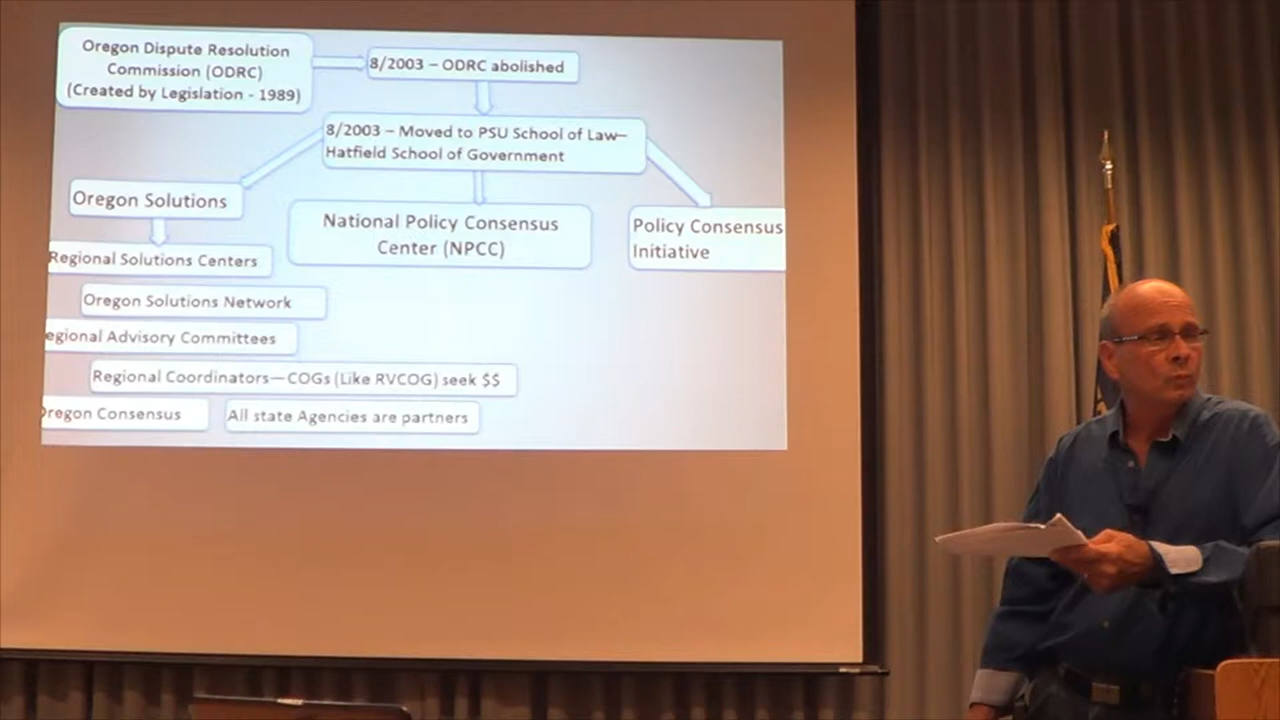 Oregon Dispute Resolution
Commission (ODRC)
(Created by Legislation - 1989)
8/2003 – ODRC abolished
8/2003 – Moved to PSU School of Law–
Hatfield School of Government
Oregon Solutions
National Policy Consensus
Center (NPCC)
Policy Consensus
Initiative
Regional Solutions Centers
Oregon Solutions Network
egional Advisory Committees
Regional Coordinators—COGs (Like RVCOG) seek $$
Oregon Consensus
All state Agencies are partners